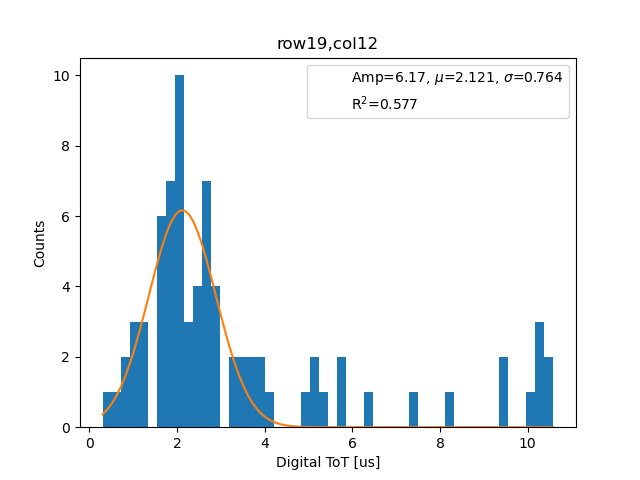 row19,col12
Amp=6.17, μ=2.121, σ=0.764
R²=0.577
10
8
6
4
2
0
Counts
0 2 4 6 8 10
Digital ToT [us]